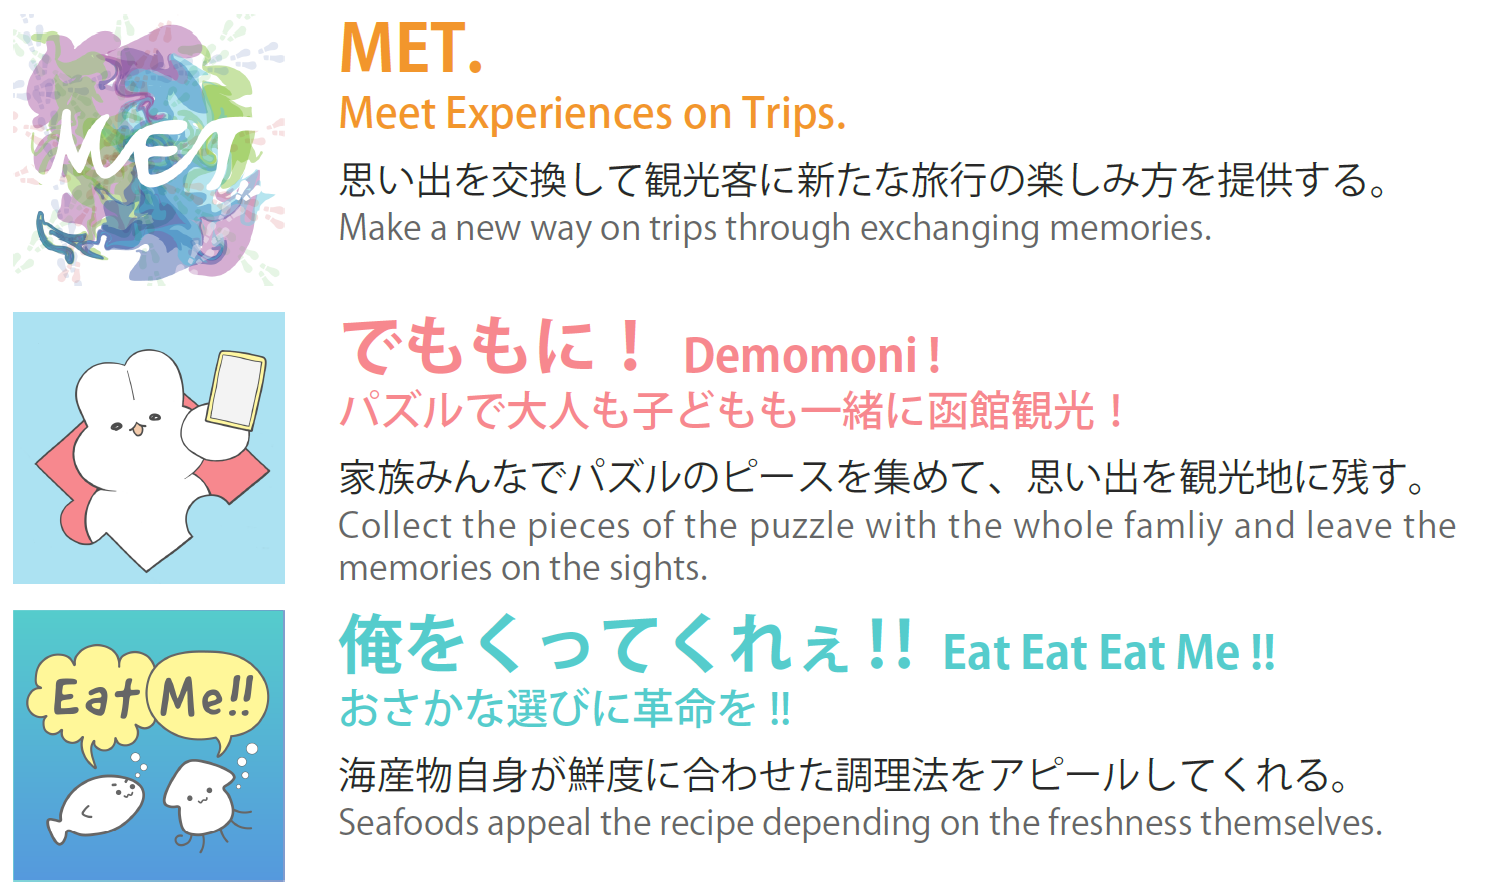 MET
MET.
Meet Experiences on Trips.
思い出を交換して観光客に新たな旅行の楽しみ方を提供する。
Make a new way on trips through exchanging memories.
でももに！ Demomoni !
パズルで大人も子どもも一緒に函館観光！
家族みんなでパズルのピースを集めて、思い出を観光地に残す。
Collect the pieces of the puzzle with the whole famliy and leave the
memories on the sights.
Eat Me!!
俺をくってくれぇ!! Eat Eat Eat Me !!
おさかな選びに革命を !!
海産物自身が鮮度に合わせた調理法をアピールしてくれる。
Seafoods appeal the recipe depending on the freshness themselves.